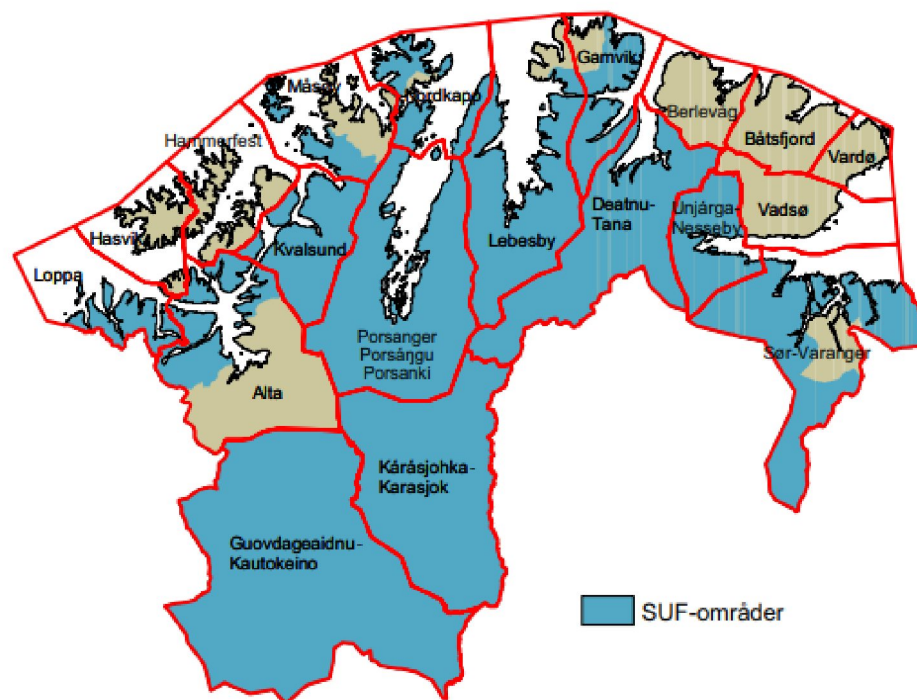 Gamvik
Måsøy
Nordkapp
Berlevåg
Hammerfest
Båtsfjord
Vardø
Deatnu-
Tana
Unjárga-
Nesseby
Vadsø
Hasvik
Kvalsund
Lebesby
Loppa
Porsanger
Porsáŋgu
Porsanki
Sør-Varanger
Alta
Kárásjohka-
Karasjok
Guovdageaidnu-
Kautokeino
SUF-områder